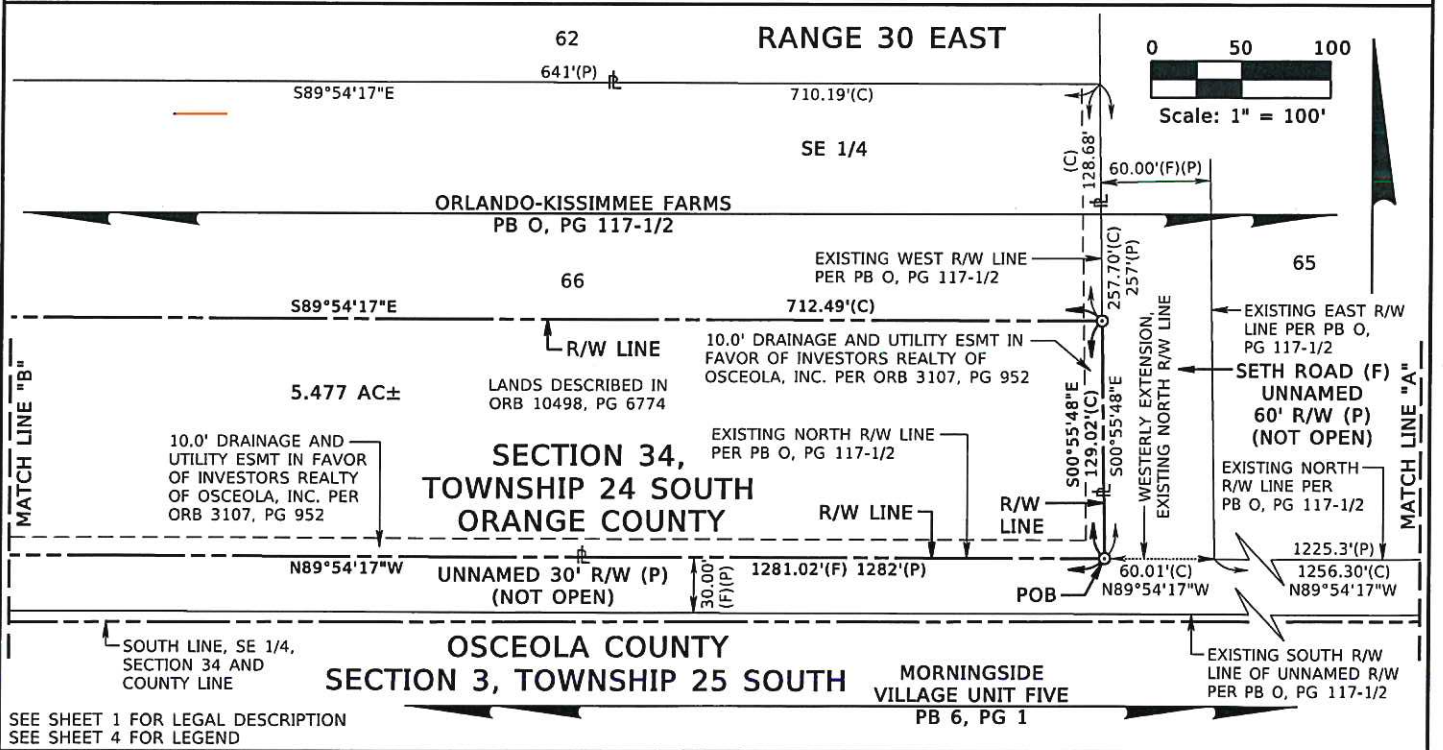 62
RANGE 30 EAST
0 50 100
Scale: 1" = 100'
641'(P)
S89°54'17"E
710.19'(C)
SE 1/4
(C)
128.68'
60.00'(F)(P)
ORLANDO-KISSIMMEE FARMS
PB O, PG 117-1/2
EXISTING WEST R/W LINE
PER PB O, PG 117-1/2
257.70'(C)
257'(P)
65
66
S89°54'17"E
712.49'(C)
R/W LINE
10.0' DRAINAGE AND UTILITY ESMT IN
FAVOR OF INVESTORS REALTY OF
OSCEOLA, INC. PER ORB 3107, PG 952
EXISTING EAST R/W
LINE PER PB O,
PG 117-1/2
SETH ROAD (F)
UNNAMED
60' R/W (P)
(NOT OPEN)
MATCH LINE "B"
5.477 AC±
LANDS DESCRIBED IN
ORB 10498, PG 6774
S00°55'48"E
129.02'(C)
S00°55'48"E
WESTERLY EXTENSION,
EXISTING NORTH R/W LINE
MATCH LINE "A"
10.0' DRAINAGE AND
UTILITY ESMT IN FAVOR
OF INVESTORS REALTY
OF OSCEOLA, INC. PER
ORB 3107, PG 952
EXISTING NORTH R/W LINE
PER PB O, PG 117-1/2
SECTION 34,
TOWNSHIP 24 SOUTH
ORANGE COUNTY
R/W LINE
R/W
LINE
EXISTING NORTH
R/W LINE PER
PB O, PG 117-1/2
N89°54'17"W
UNNAMED 30' R/W (P)
(NOT OPEN)
30.00'
(F)(P)
1281.02'(F) 1282'(P)
POB
60.01'(C)
N89°54'17"W
1225.3'(P)
1256.30'(C)
N89°54'17"W
SOUTH LINE, SE 1/4,
SECTION 34 AND
COUNTY LINE
OSCEOLA COUNTY
SECTION 3, TOWNSHIP 25 SOUTH
MORNINGSIDE
VILLAGE UNIT FIVE
PB 6, PG 1
EXISTING SOUTH R/W
LINE OF UNNAMED R/W
PER PB O, PG 117-1/2
SEE SHEET 1 FOR LEGAL DESCRIPTION
SEE SHEET 4 FOR LEGEND